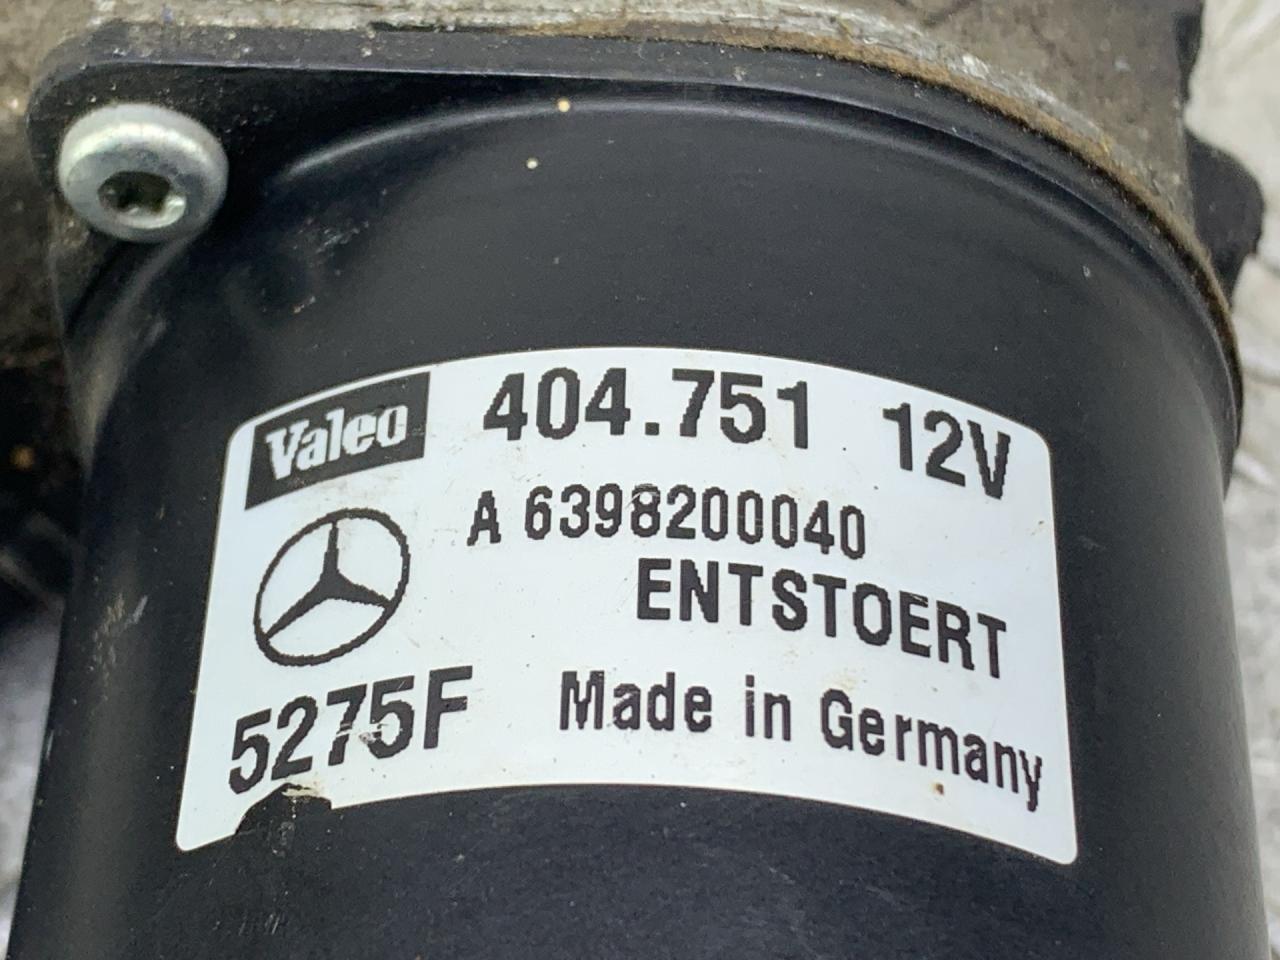 Valeo 404.751 12V
A 6398200040
ENTSTOERT
5275F Made in Germany